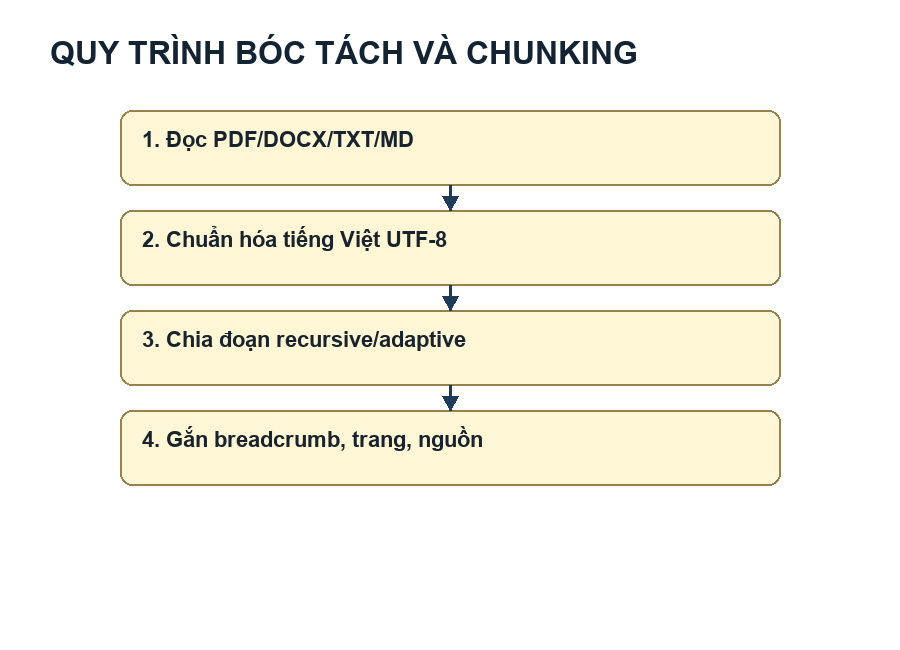 QUY TRÌNH BÓC TÁCH VÀ CHUNKING
1. Đọc PDF/DOCX/TXT/MD
2. Chuẩn hóa tiếng Việt UTF-8
3. Chia đoạn recursive/adaptive
4. Gắn breadcrumb, trang, nguồn